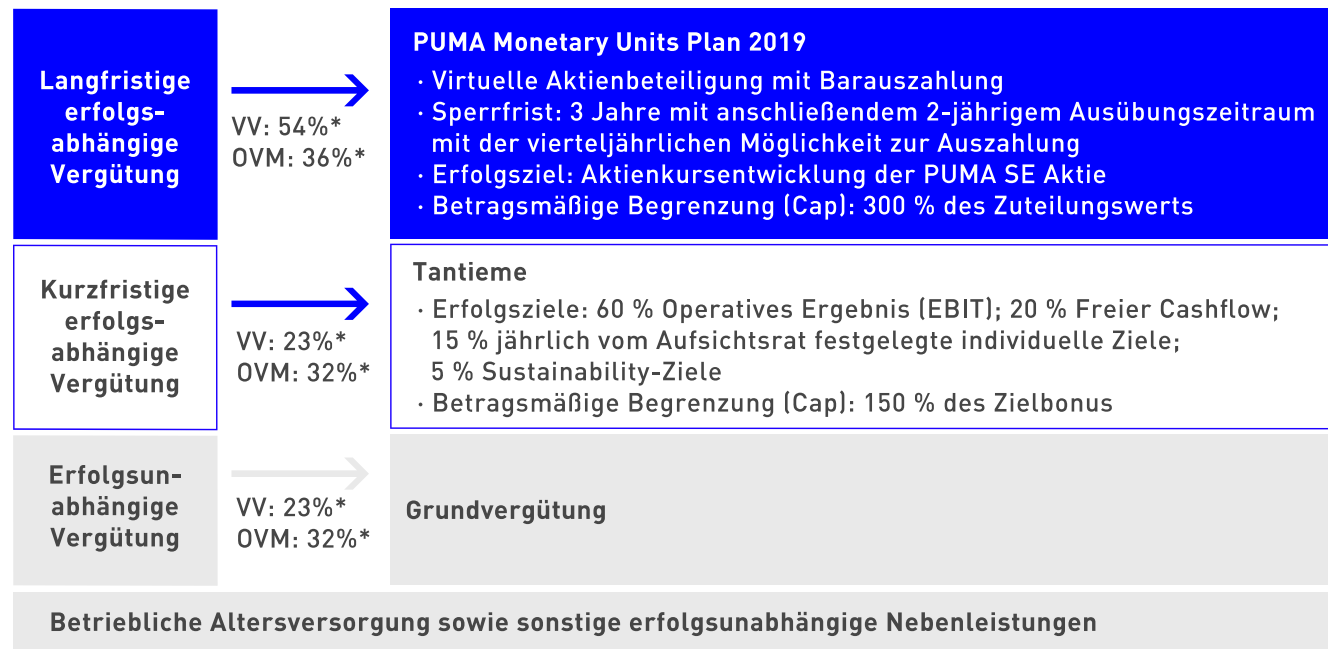 Langfristige
erfolgs-
abhängige
Vergütung
VV: 54%*
OVM: 36%*
PUMA Monetary Units Plan 2019
· Virtuelle Aktienbeteiligung mit Barauszahlung
· Sperrfrist: 3 Jahre mit anschließendem 2-jährigem Ausübungszeitraum
mit der vierteljährlichen Möglichkeit zur Auszahlung
· Erfolgsziel: Aktienkursentwicklung der PUMA SE Aktie
· Betragsmäßige Begrenzung (Cap): 300 % des Zuteilungswerts
Kurzfristige
erfolgs-
abhängige
Vergütung
VV: 23%*
OVM: 32%*
Tantieme
· Erfolgsziele: 60 % Operatives Ergebnis (EBIT); 20 % Freier Cashflow;
15 % jährlich vom Aufsichtsrat festgelegte individuelle Ziele;
5 % Sustainability-Ziele
· Betragsmäßige Begrenzung (Cap): 150 % des Zielbonus
Erfolgsun-
abhängige
Vergütung
VV: 23%*
OVM: 32%*
Grundvergütung
Betriebliche Altersversorgung sowie sonstige erfolgsunabhängige Nebenleistungen